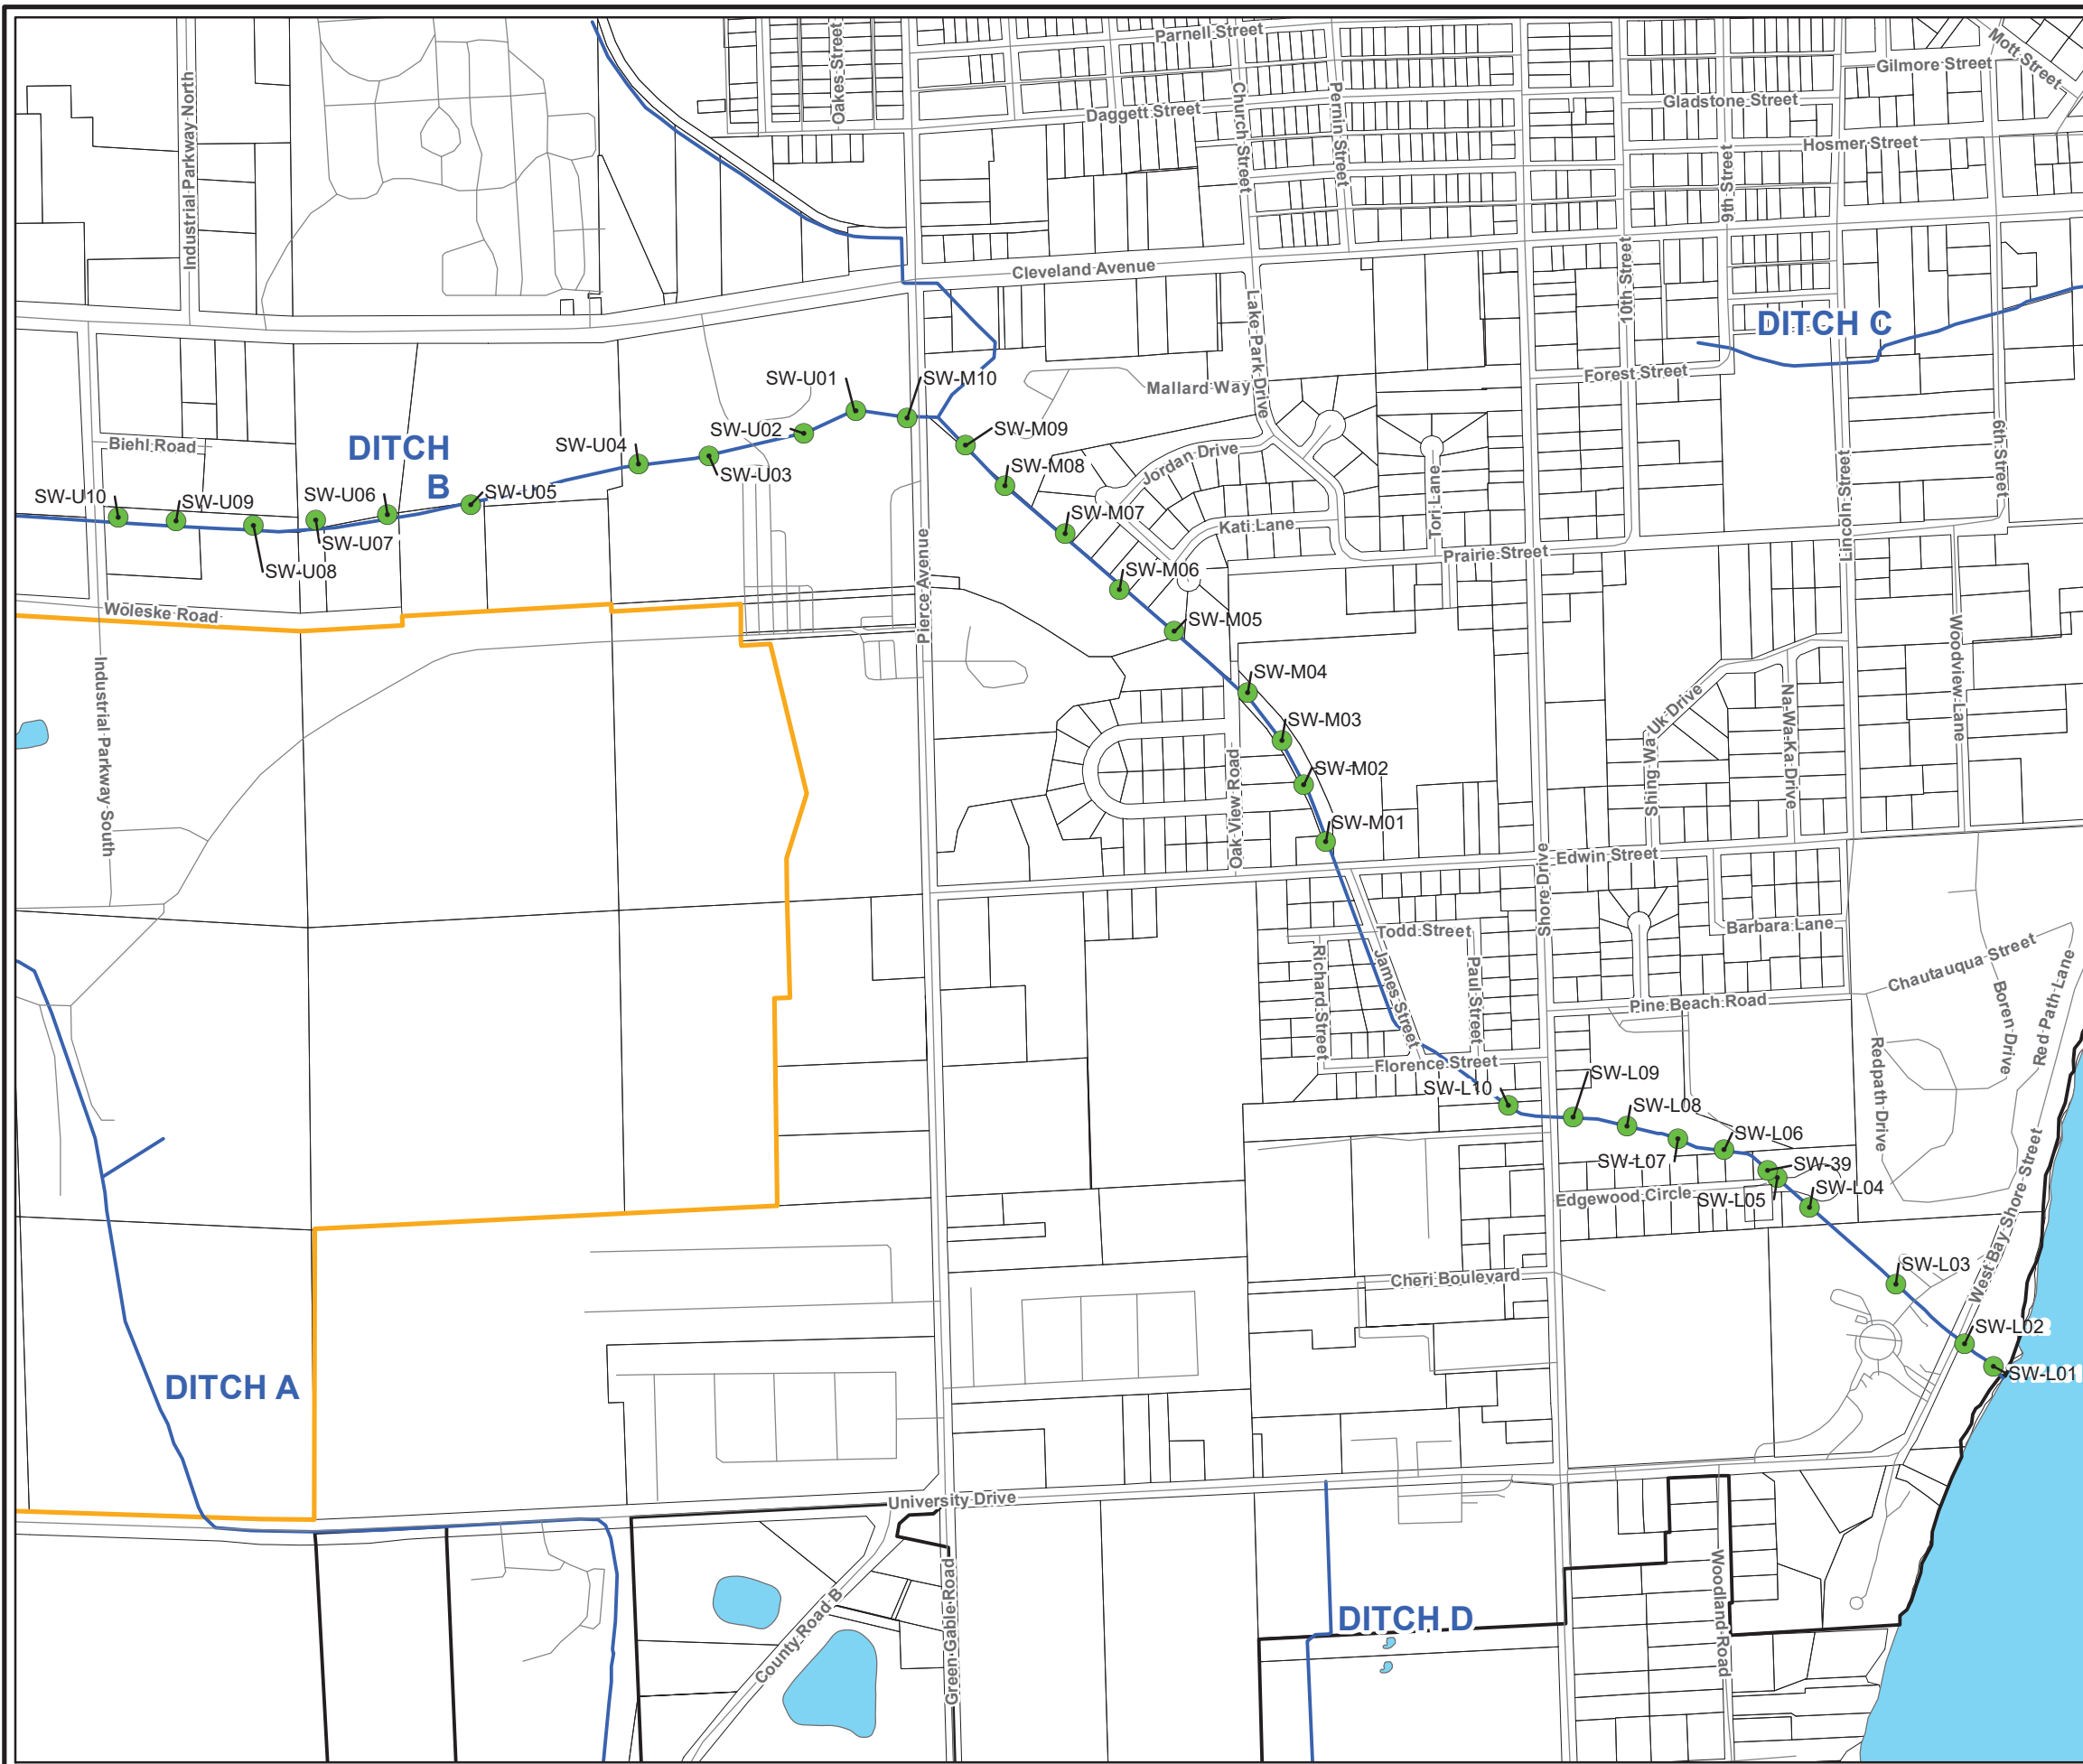 Parnell Street
Mott Street
Gilmore Street
Oakes Street
Industrial Parkway North
Daggett Street
Church Street
Pernin Street
Gladstone Street
Hosmer Street
9th Street
Cleveland Avenue
10th Street
Lake Park Drive
DITCH C
SW-U01
SW-M10
Mallard Way
Forest Street
SW-U02
SW-M09
Biehl Road
DITCH
B
SW-U04
SW-U03
SW-M08
Jordan Drive
Tori Lane
Lincoln Street
6th Street
SW-U10
SW-U09
SW-U06
SW-U05
SW-U07
SW-U08
SW-M07
Kati Lane
Prairie Street
SW-M06
Woleske Road
Pierce Avenue
SW-M05
Woodview Lane
Industrial Parkway South
SW-M04
SW-M03
SW-M02
SW-M01
Shing Wa Uk Drive
Na-Wa-Ka Drive
Oak View Road
Edwin Street
Shore Drive
Todd Street
Barbara Lane
Richard Street
James Street
Paul Street
Chautauqua Street
Boren Drive
Red Path Lane
Pine Beach Road
Florence Street
Redpath Drive
SW-L10
SW-L09
SW-L08
SW-L07
SW-L06
SW-39
SW-L05
SW-L04
Edgewood Circle
West Bay Shore Street
Cheri Boulevard
SW-L03
SW-L02
SW-L01
DITCH A
University Drive
County Road B
Green Gable Road
DITCH D
Woodland Road